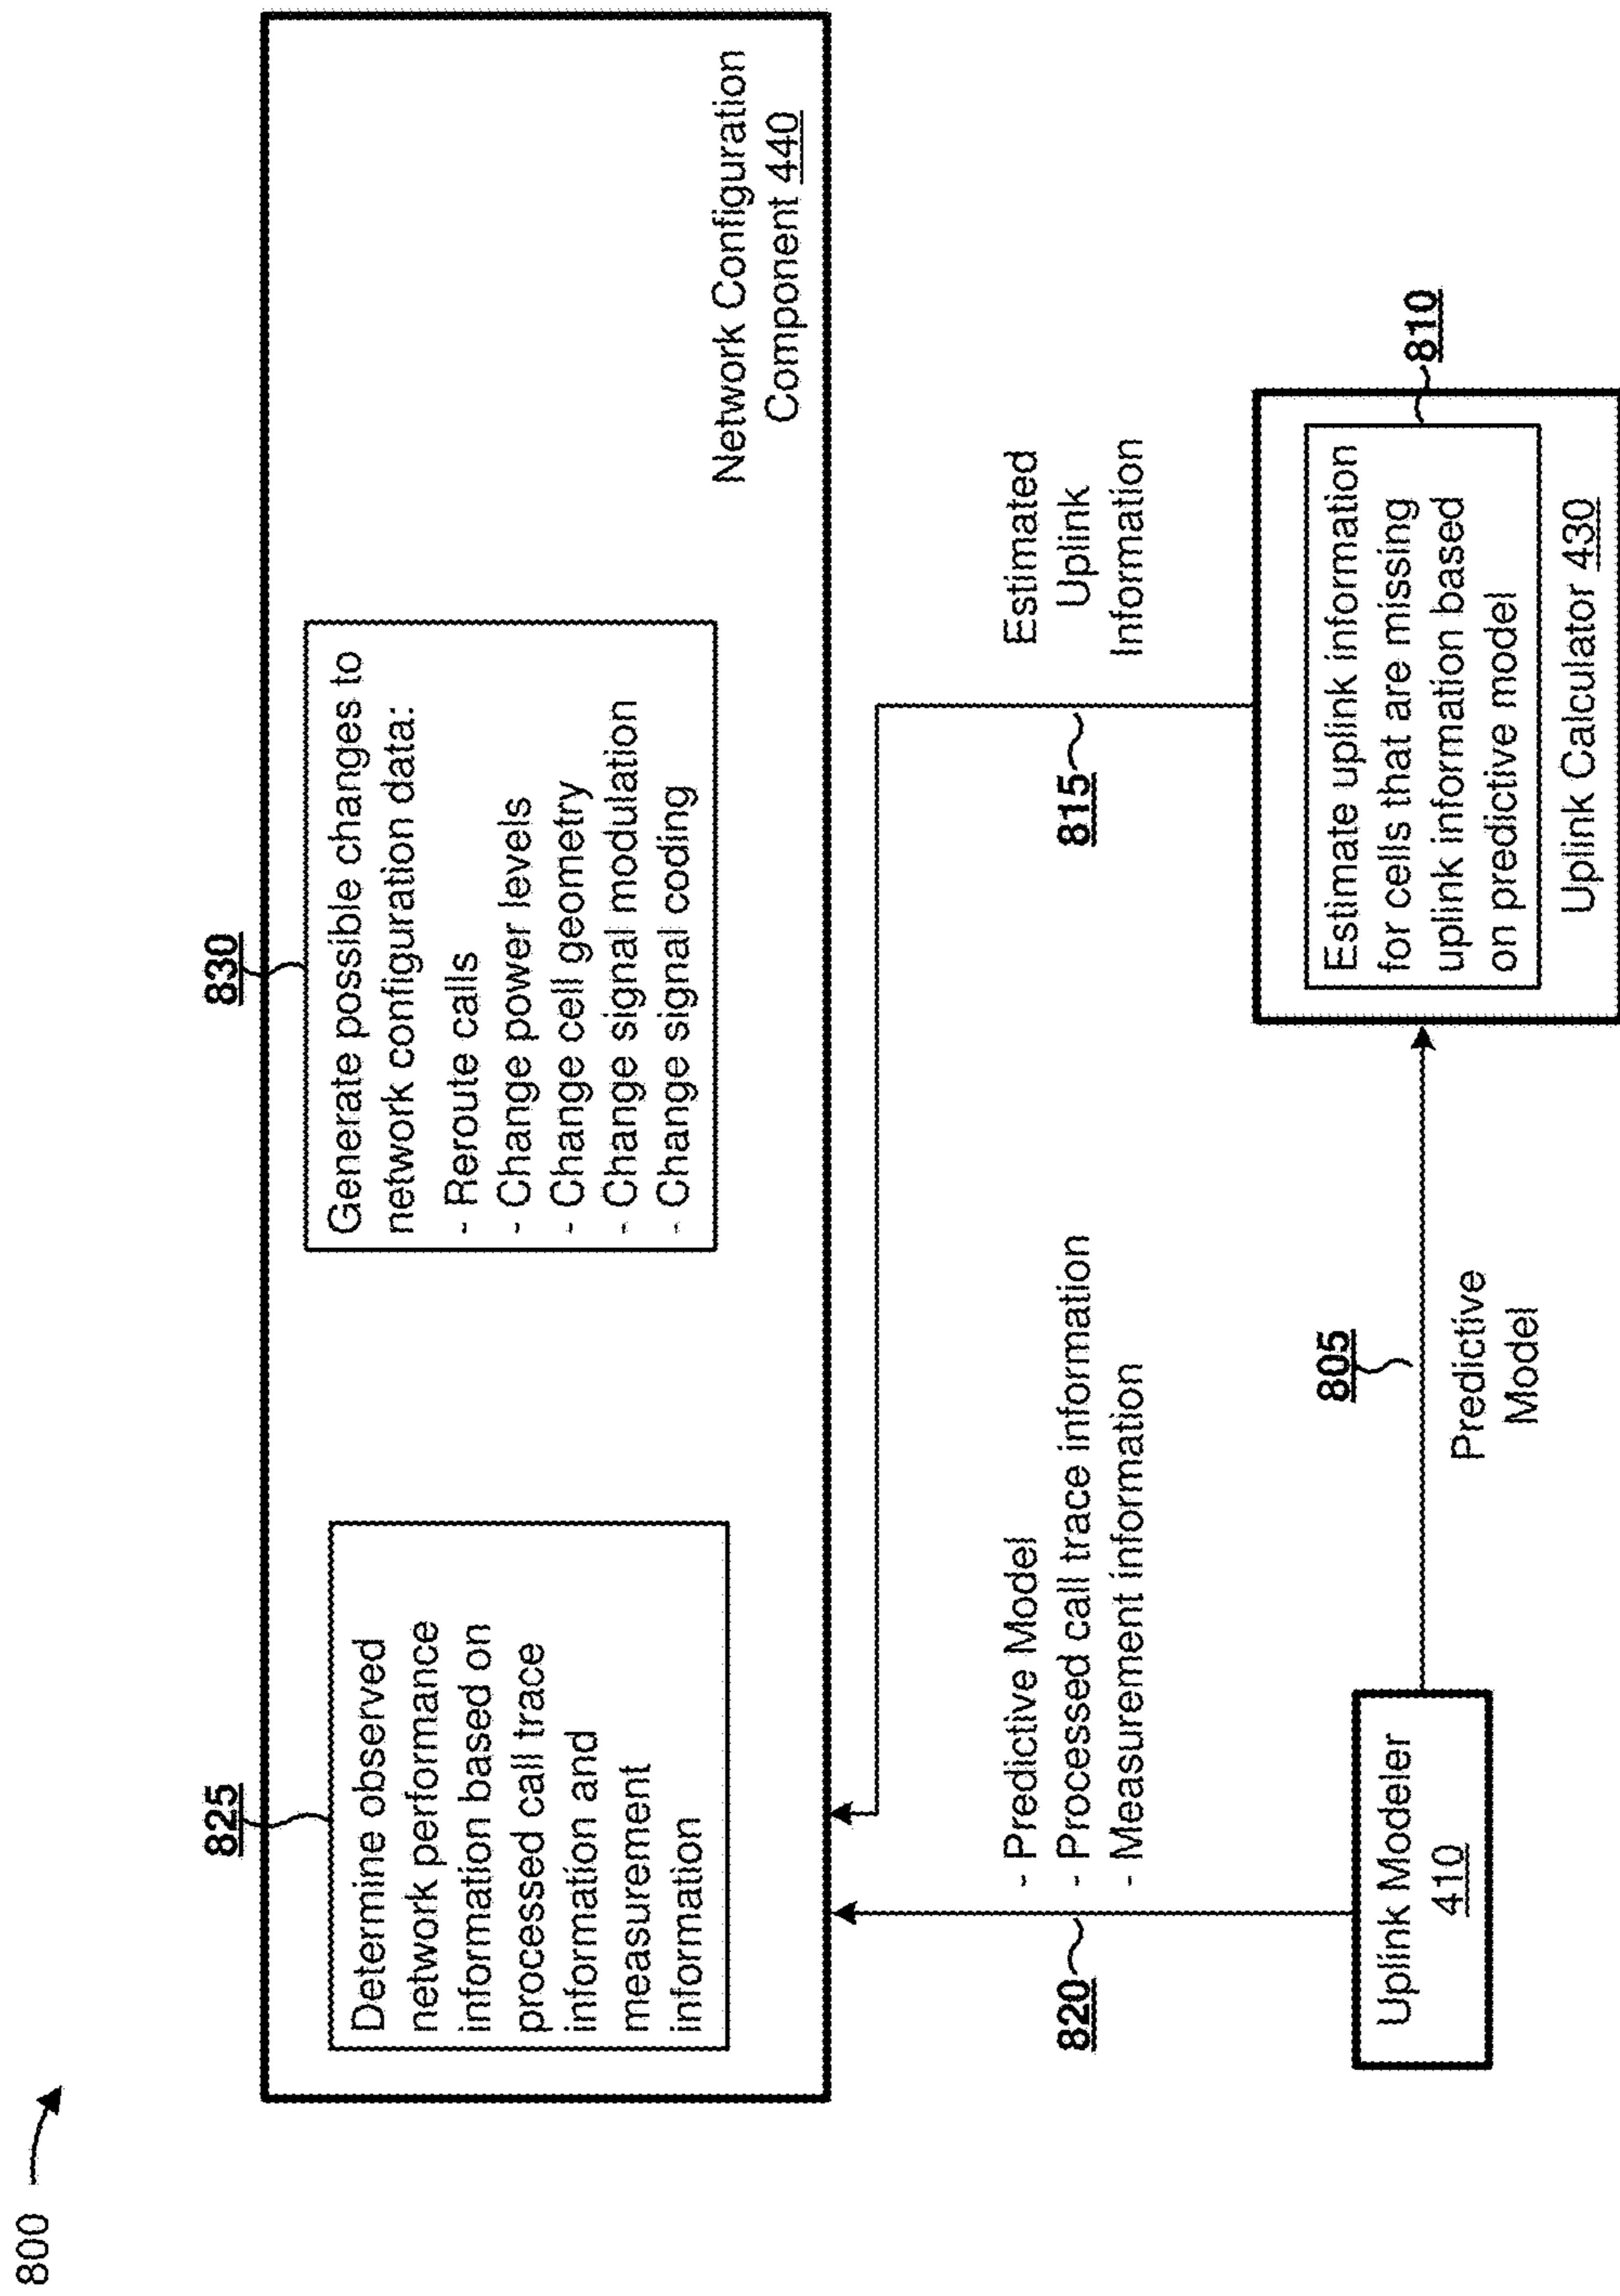 800
825
Determine observed
network performance
information based on
processed call trace
information and
measurement
information
830
Generate possible changes to
network configuration data:
- Reroute calls
- Change power levels
- Change cell geometry
- Change signal modulation
- Change signal coding
Network Configuration
Component 440
820
- Predictive Model
- Processed call trace information
- Measurement information
815
Estimated
Uplink
Information
Uplink Modeler
410
805
Predictive
Model
810
Estimate uplink information
for cells that are missing
uplink information based
on predictive model
Uplink Calculator 430